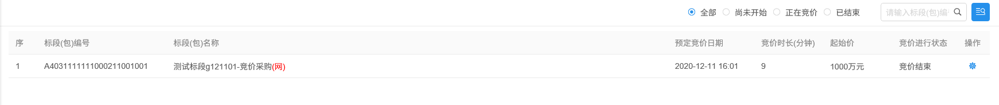 全部 尚未开始 正在竞价 已结束 请输入标段(包)编
序 标段(包)编号 标段(包)名称 预定竞价日期 竞价时长(分钟) 起始价 竞价进行状态 操作
1 A4031111111000211001001 测试标段g121101-竞价采购(网) 2020-12-11 16:01 9 1000万元 竞价结束